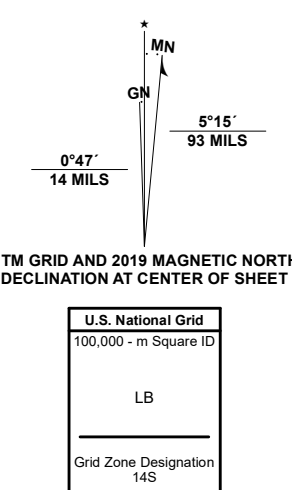 ★
MN
GN
5°15´
93 MILS
0°47´
14 MILS
TM GRID AND 2019 MAGNETIC NORTH
DECLINATION AT CENTER OF SHEET
U.S. National Grid
100,000 - m Square ID
LB
Grid Zone Designation
14S